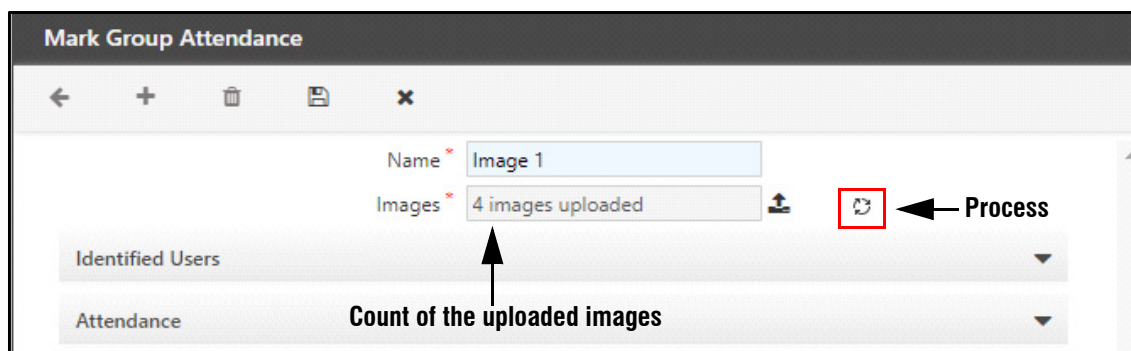 Mark Group Attendance
Name * Image 1
Images * 4 images uploaded
Process
Identified Users
Count of the uploaded images
Attendance